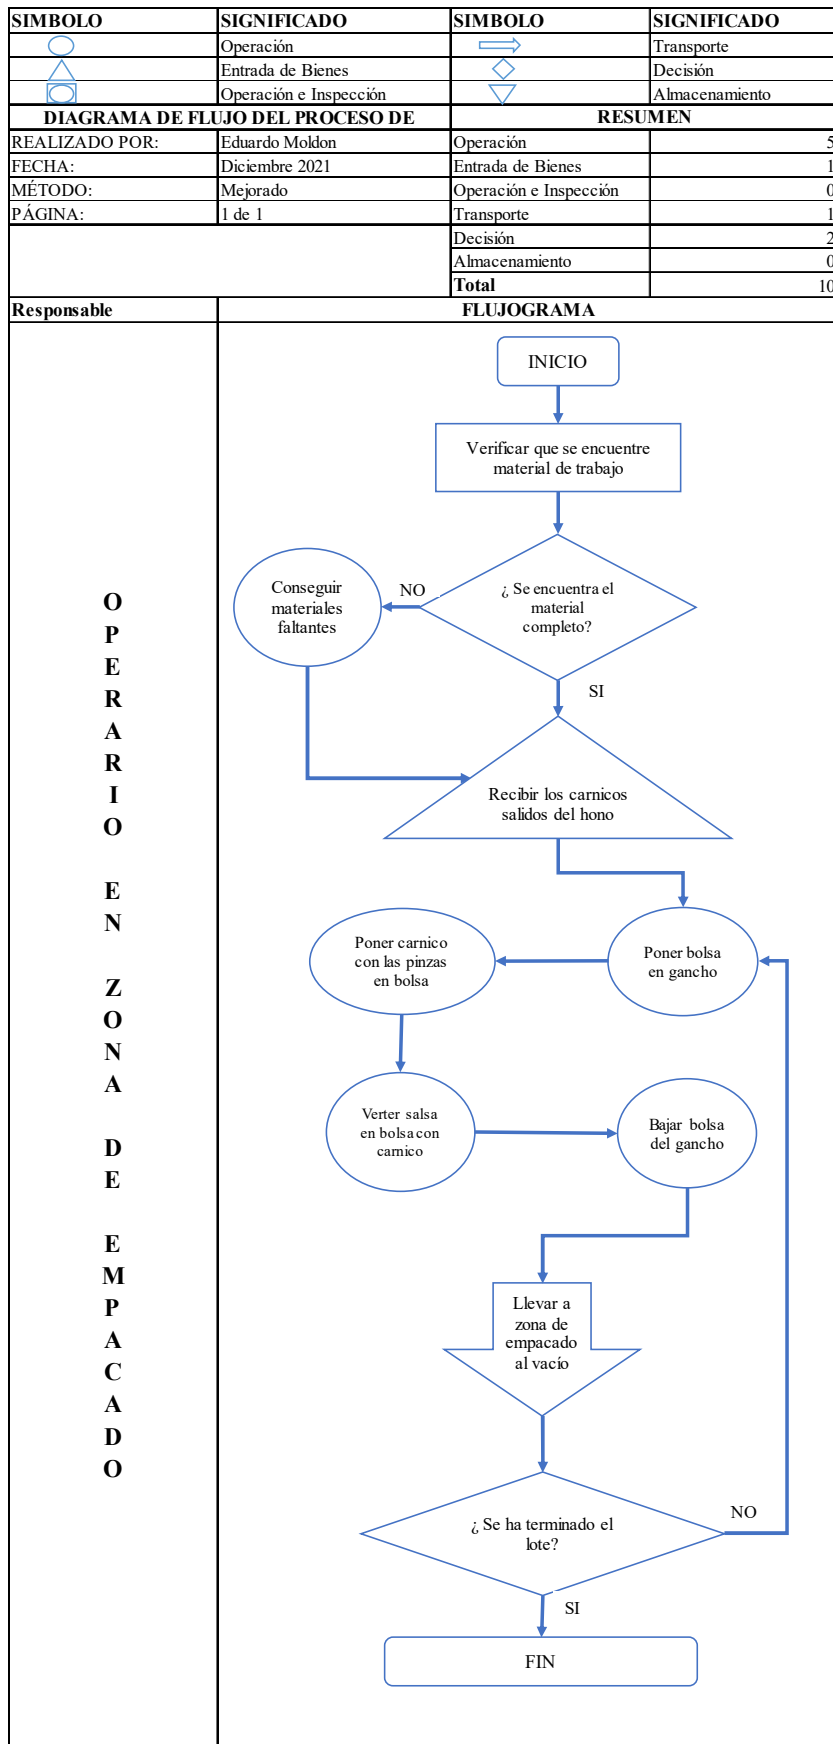 SIMBOLO SIGNIFICADO SIMBOLO SIGNIFICADO
Operación Transporte
Entrada de Bienes Decisión
Operación e Inspección Almacenamiento
DIAGRAMA DE FLUJO DEL PROCESO DE RESUMEN
REALIZADO POR: Eduardo Moldon Operación 5
FECHA: Diciembre 2021 Entrada de Bienes 1
MÉTODO: Mejorado Operación e Inspección 0
PÁGINA: 1 de 1 Transporte 1
Decisión 2
Almacenamiento 0
Total 10
Responsable FLUJOGRAMA
OPERARIO EN ZONA DE EMPACADO
INICIO
Verificar que se encuentre
material de trabajo
¿ Se encuentra el
material
completo?
NO
Conseguir
materiales
faltantes
SI
Recibir los carnicos
salidos del hono
Poner bolsa
en gancho
Poner carnico
con las pinzas
en bolsa
Verter salsa
en bolsa con
carnico
Bajar bolsa
del gancho
Llevar a
zona de
empacado
al vacío
¿ Se ha terminado el
lote?
NO
SI
FIN